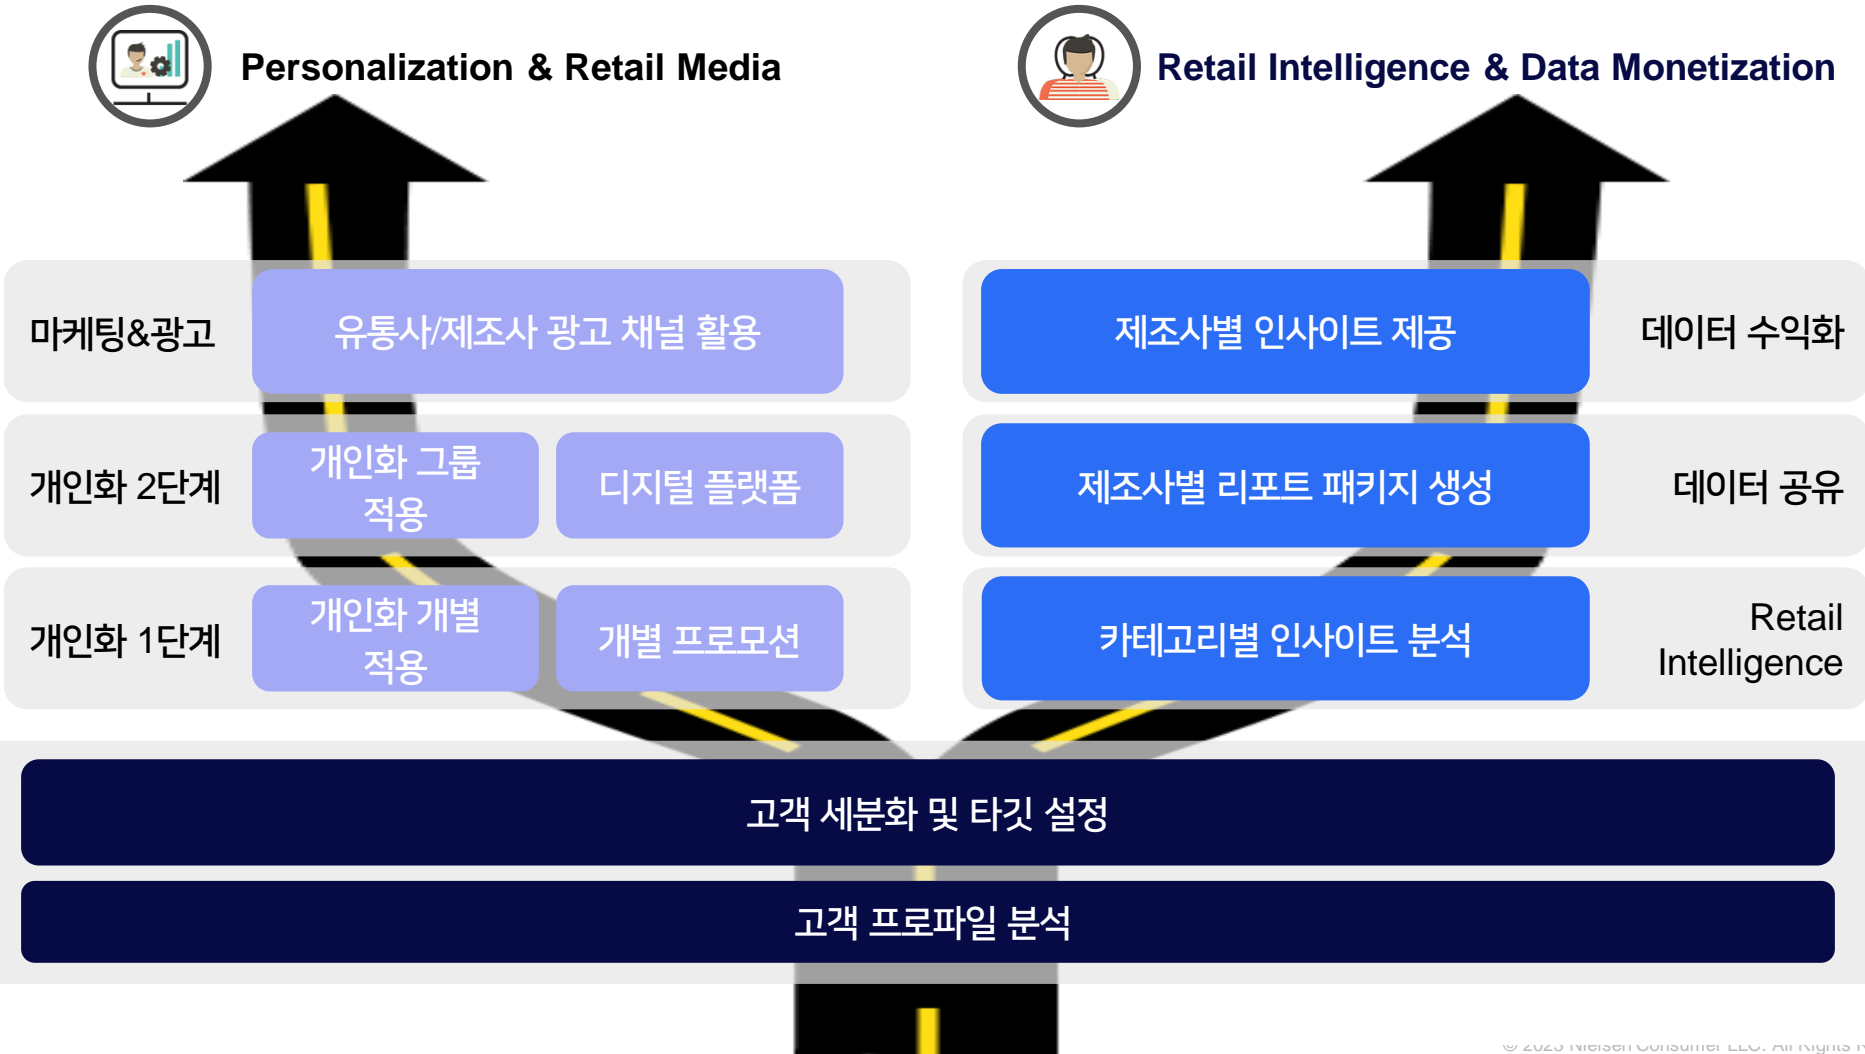 Personalization & Retail Media
Retail Intelligence & Data Monetization
마케팅&광고
유통사/제조사 광고 채널 활용
제조사별 인사이트 제공
데이터 수익화
개인화 2단계
개인화 그룹
적용
디지털 플랫폼
제조사별 리포트 패키지 생성
데이터 공유
개인화 1단계
개인화 개별
적용
개별 프로모션
카테고리별 인사이트 분석
Retail
Intelligence
고객 세분화 및 타깃 설정
고객 프로파일 분석
© 2023 Nielsen Consumer LLC. All Rights